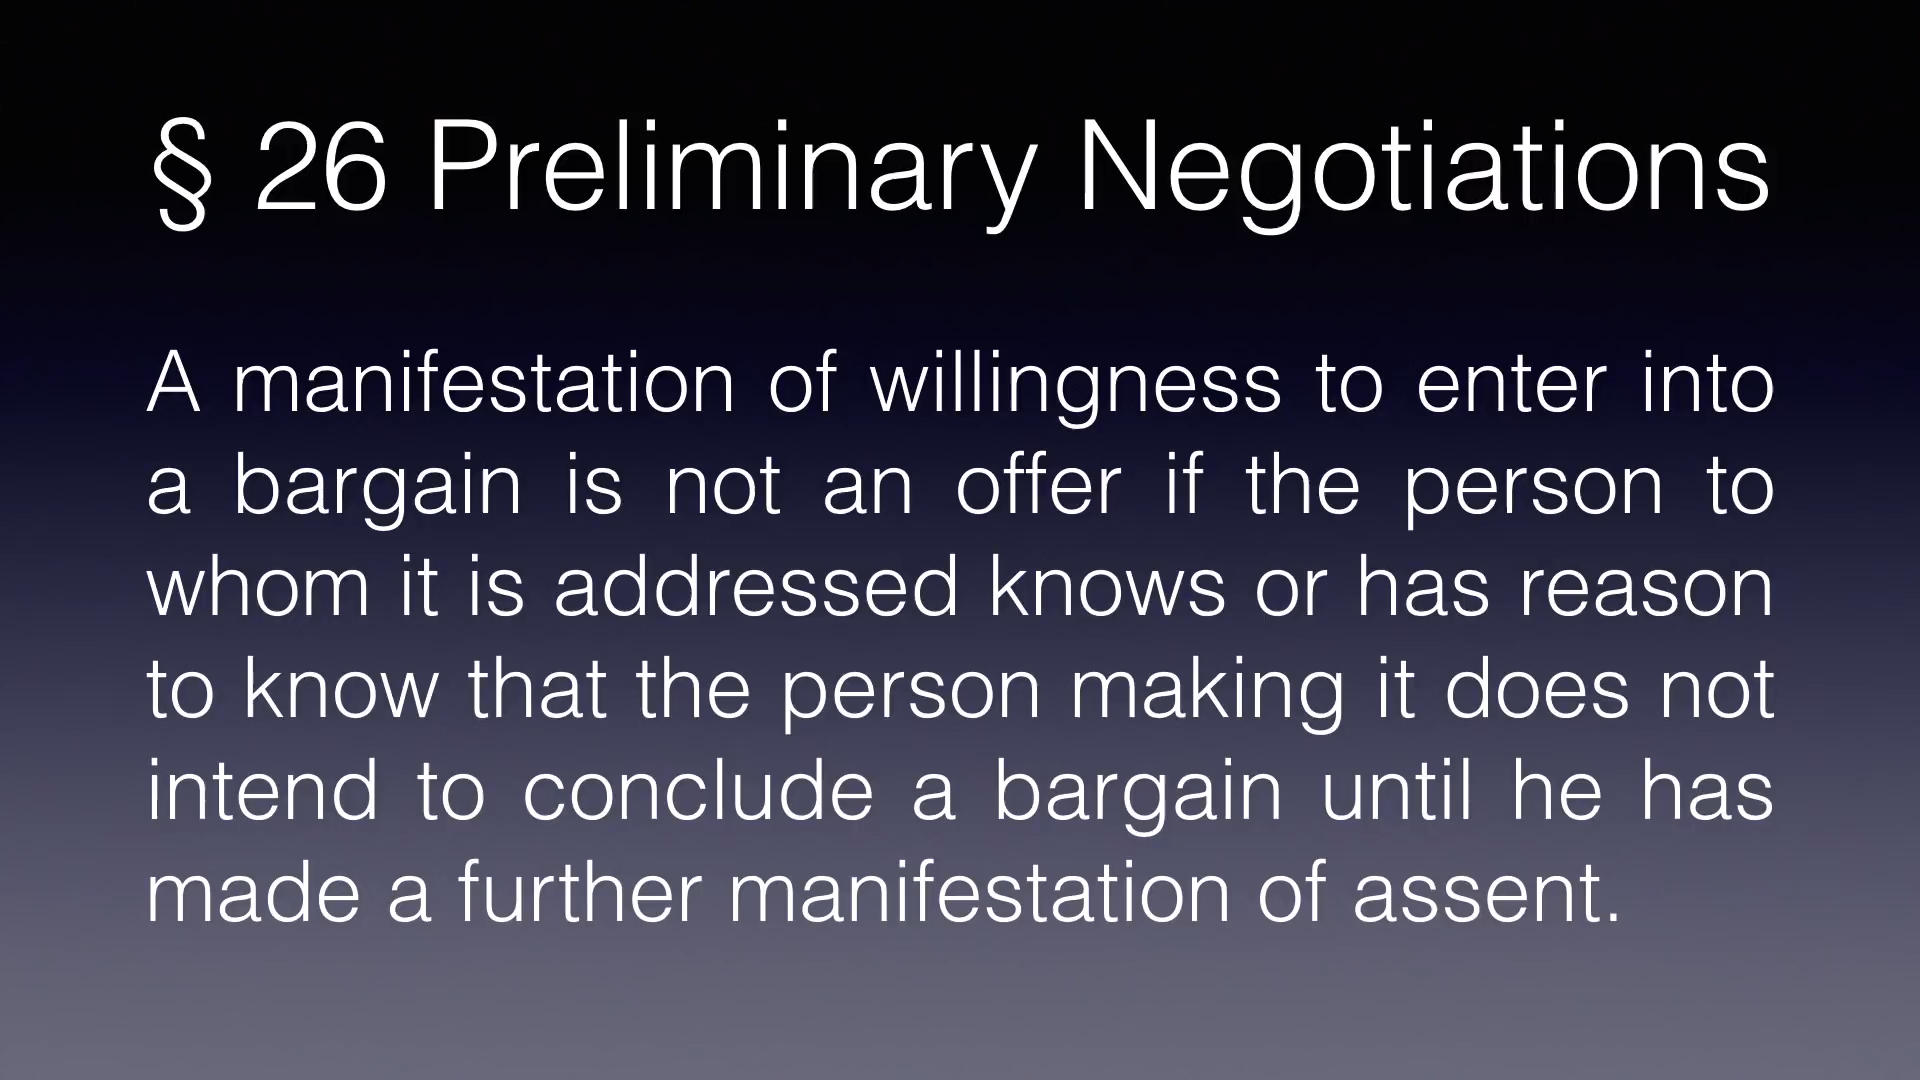 § 26 Preliminary Negotiations
A manifestation of willingness to enter into
a bargain is not an offer if the person to
whom it is addressed knows or has reason
to know that the person making it does not
intend to conclude a bargain until he has
made a further manifestation of assent.